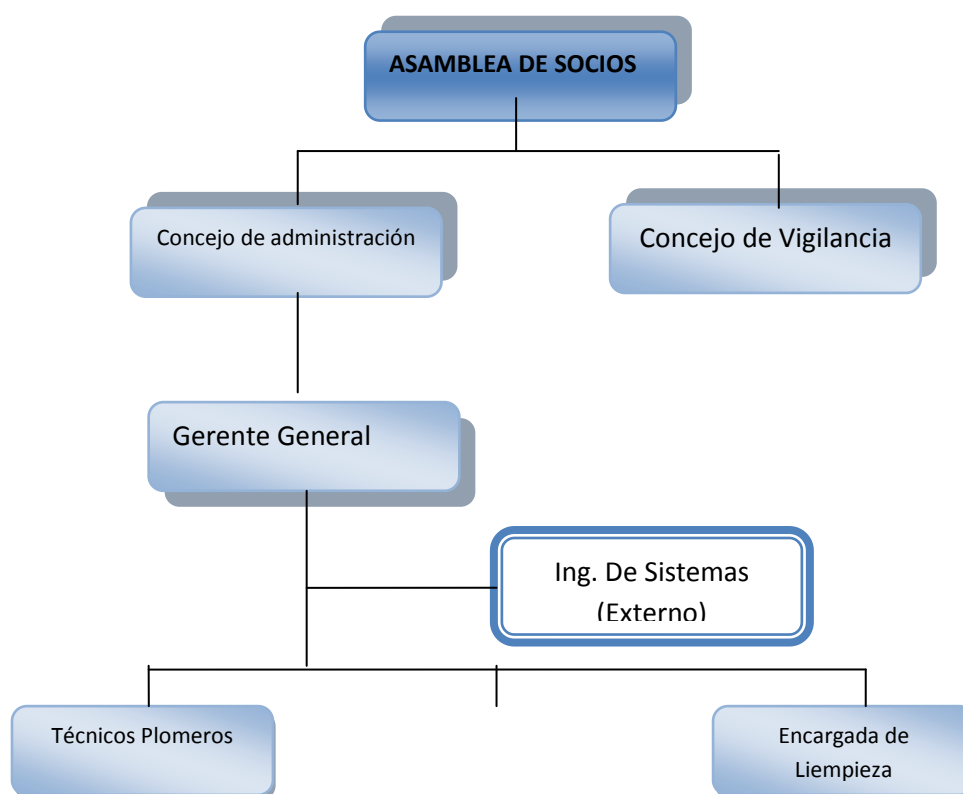 ASAMBLEA DE SOCIOS
Concejo de administración
Concejo de Vigilancia
Gerente General
Ing. De Sistemas
(Externo)
Técnicos Plomeros
Encargada de
Liempieza